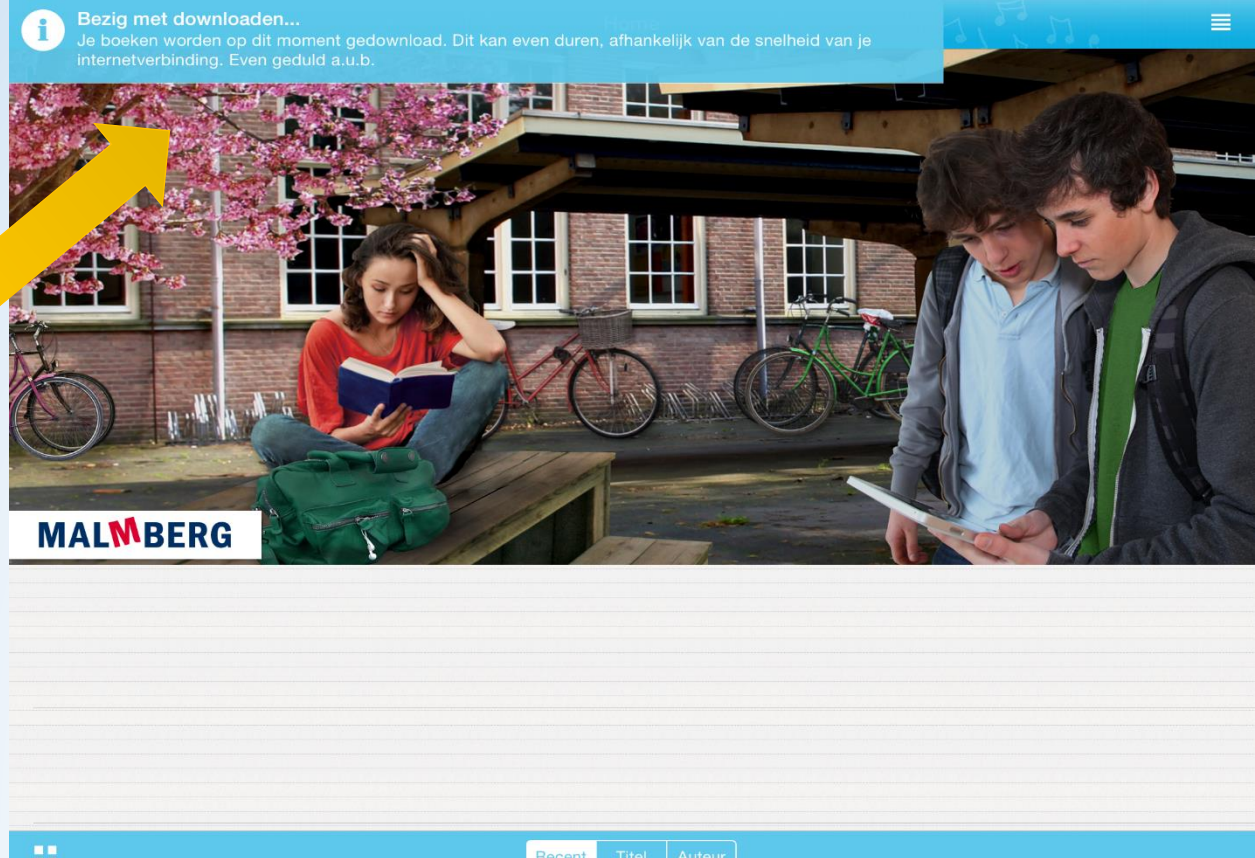 Bezig met downloaden...
Je boeken worden op dit moment gedownload. Dit kan even duren, afhankelijk van de snelheid van je
internetverbinding. Even geduld a.u.b.
Home
MALMBERG
Recent Titel Auteur